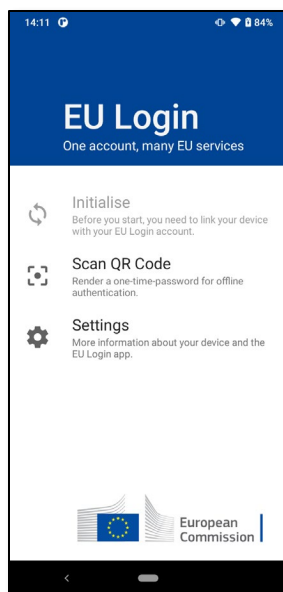 14:11 84%
EU Login
One account, many EU services
Initialise
Before you start, you need to link your device
with your EU Login account.
Scan QR Code
Render a one-time-password for offline
authentication.
Settings
More information about your device and the
EU Login app.
European
Commission